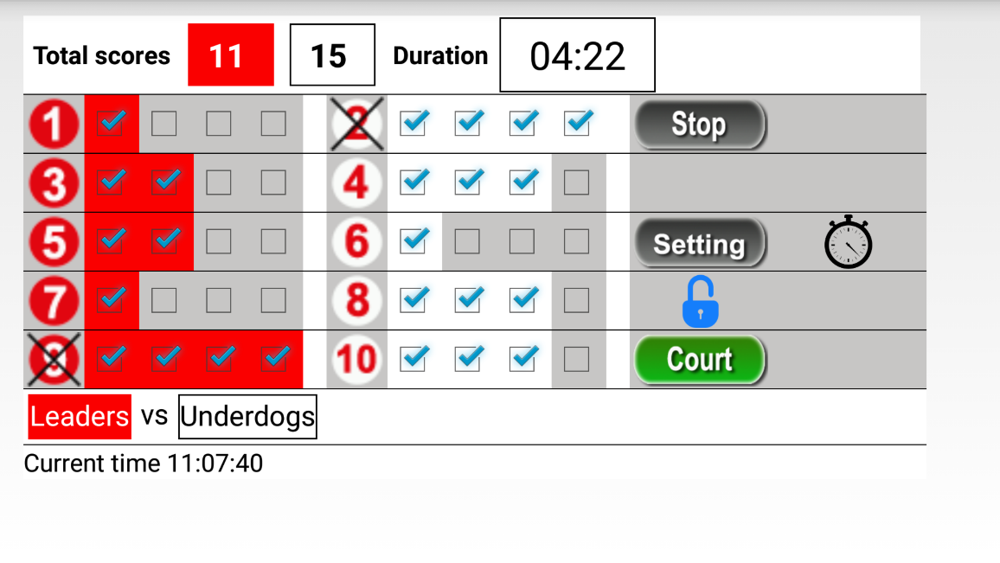 Total scores 11 15 Duration 04:22
1 2 Stop
3 4
5 6 Setting
7 8
9 10 Court
Leaders vs Underdogs
Current time 11:07:40